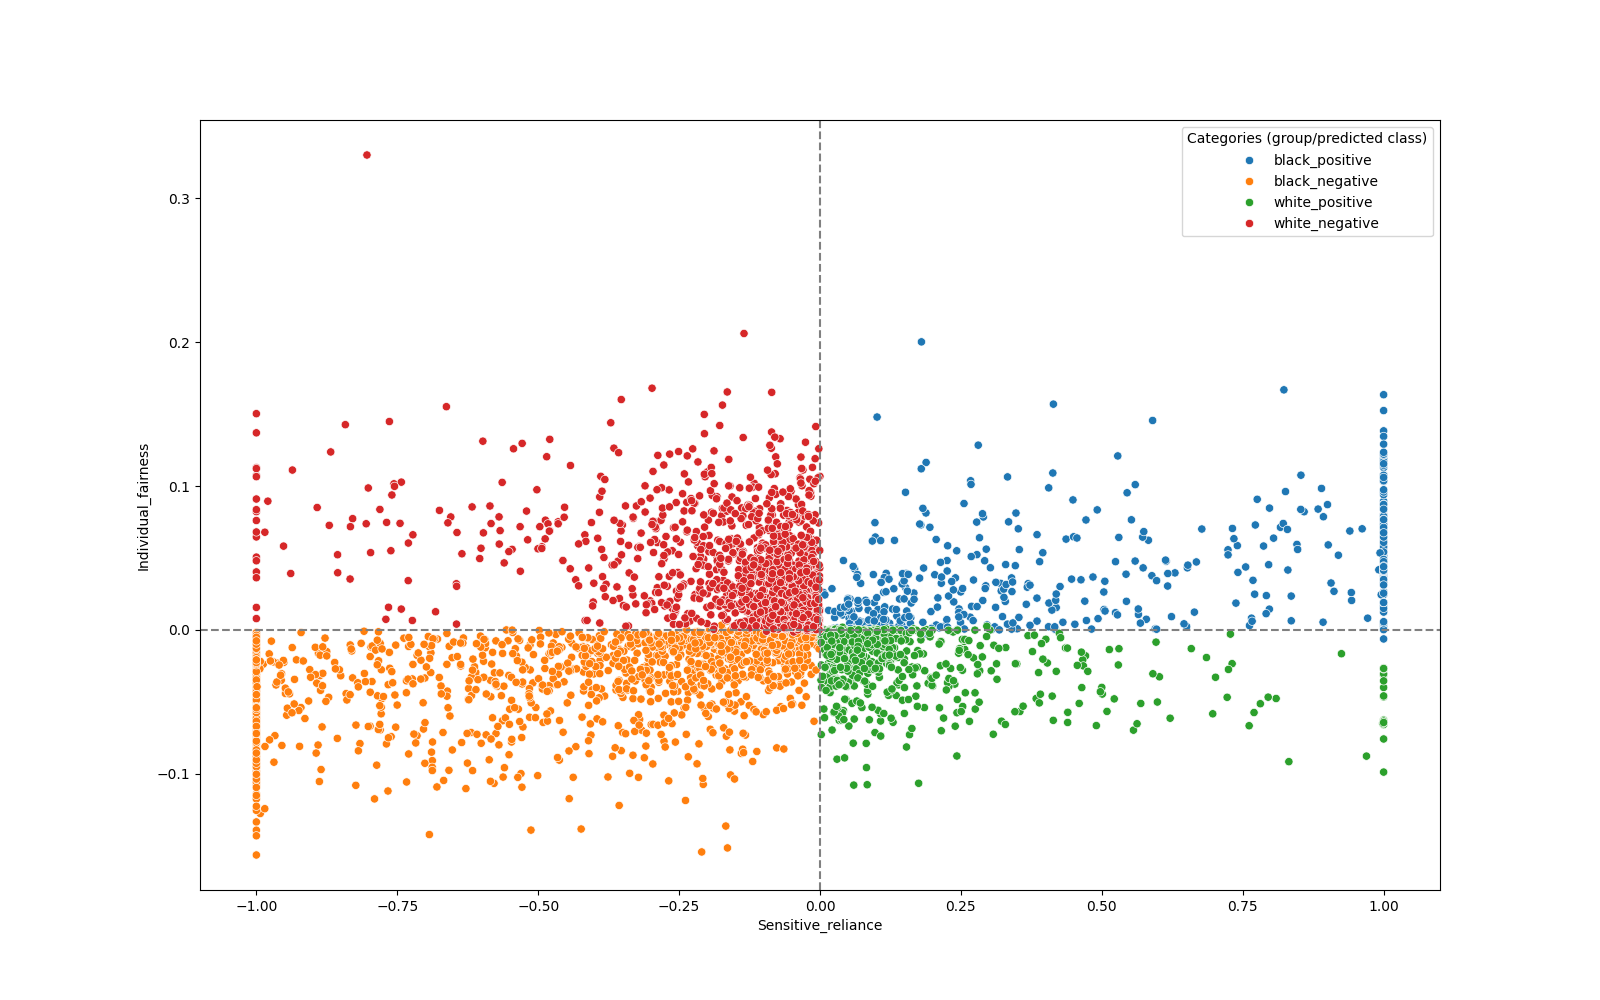 Categories (group/predicted class)
black_positive
black_negative
white_positive
white_negative
0.3
0.2
0.1
0.0
−0.1
Individual_fairness
−1.00 −0.75 −0.50 −0.25 0.00 0.25 0.50 0.75 1.00
Sensitive_reliance